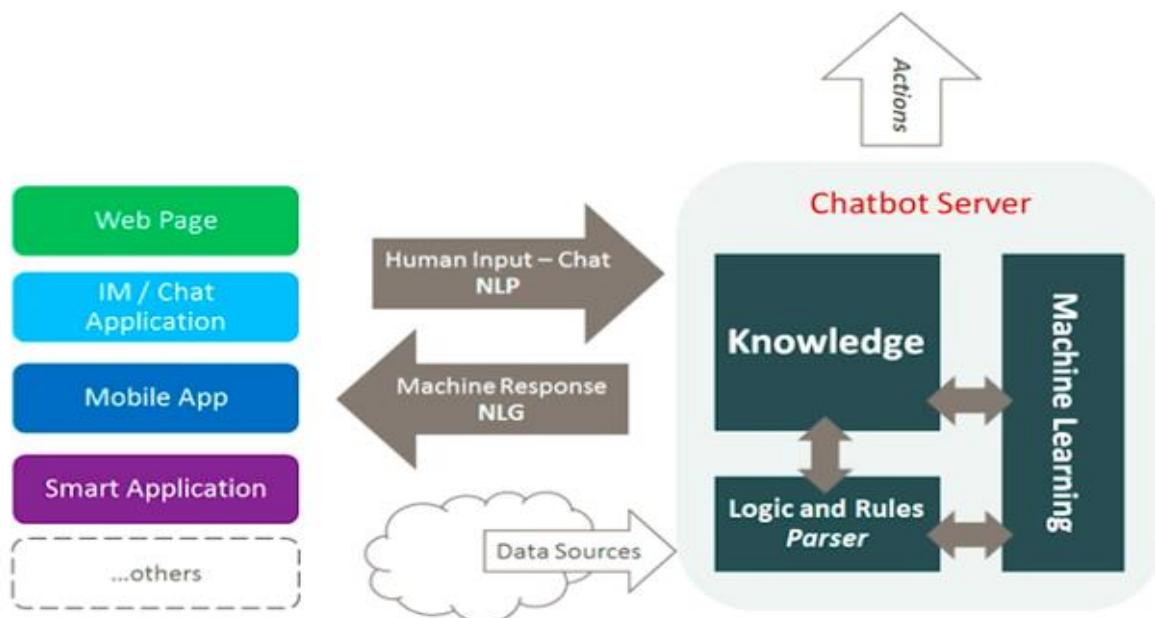 Actions
Web Page
IM / Chat
Application
Mobile App
Smart Application
...others
Human Input – Chat
NLP
Machine Response
NLG
Data Sources
Chatbot Server
Knowledge
Logic and Rules
Parser
Machine Learning